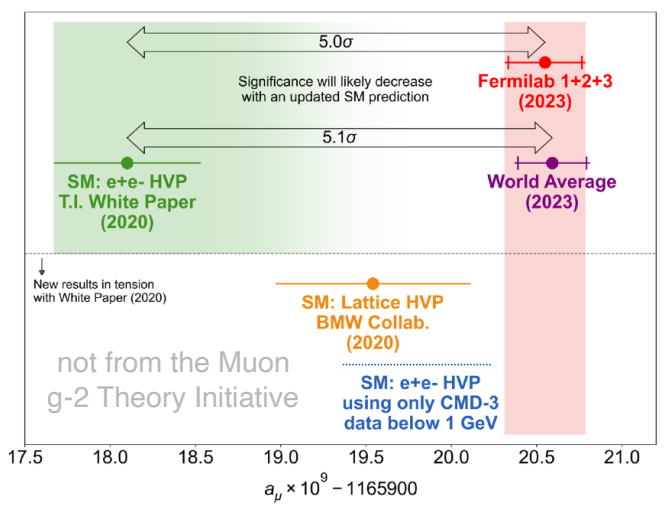 5.0σ
Significance will likely decrease
with an updated SM prediction
Fermilab 1+2+3
(2023)
5.1σ
SM: e+e- HVP
T.I. White Paper
(2020)
World Average
(2023)
New results in tension
with White Paper (2020)
SM: Lattice HVP
BMW Collab.
(2020)
not from the Muon
g-2 Theory Initiative
SM: e+e- HVP
using only CMD-3
data below 1 GeV
17.5 18.0 19.0 19.5 20.0 20.5 21.0
aμ × 10⁹ − 1165900